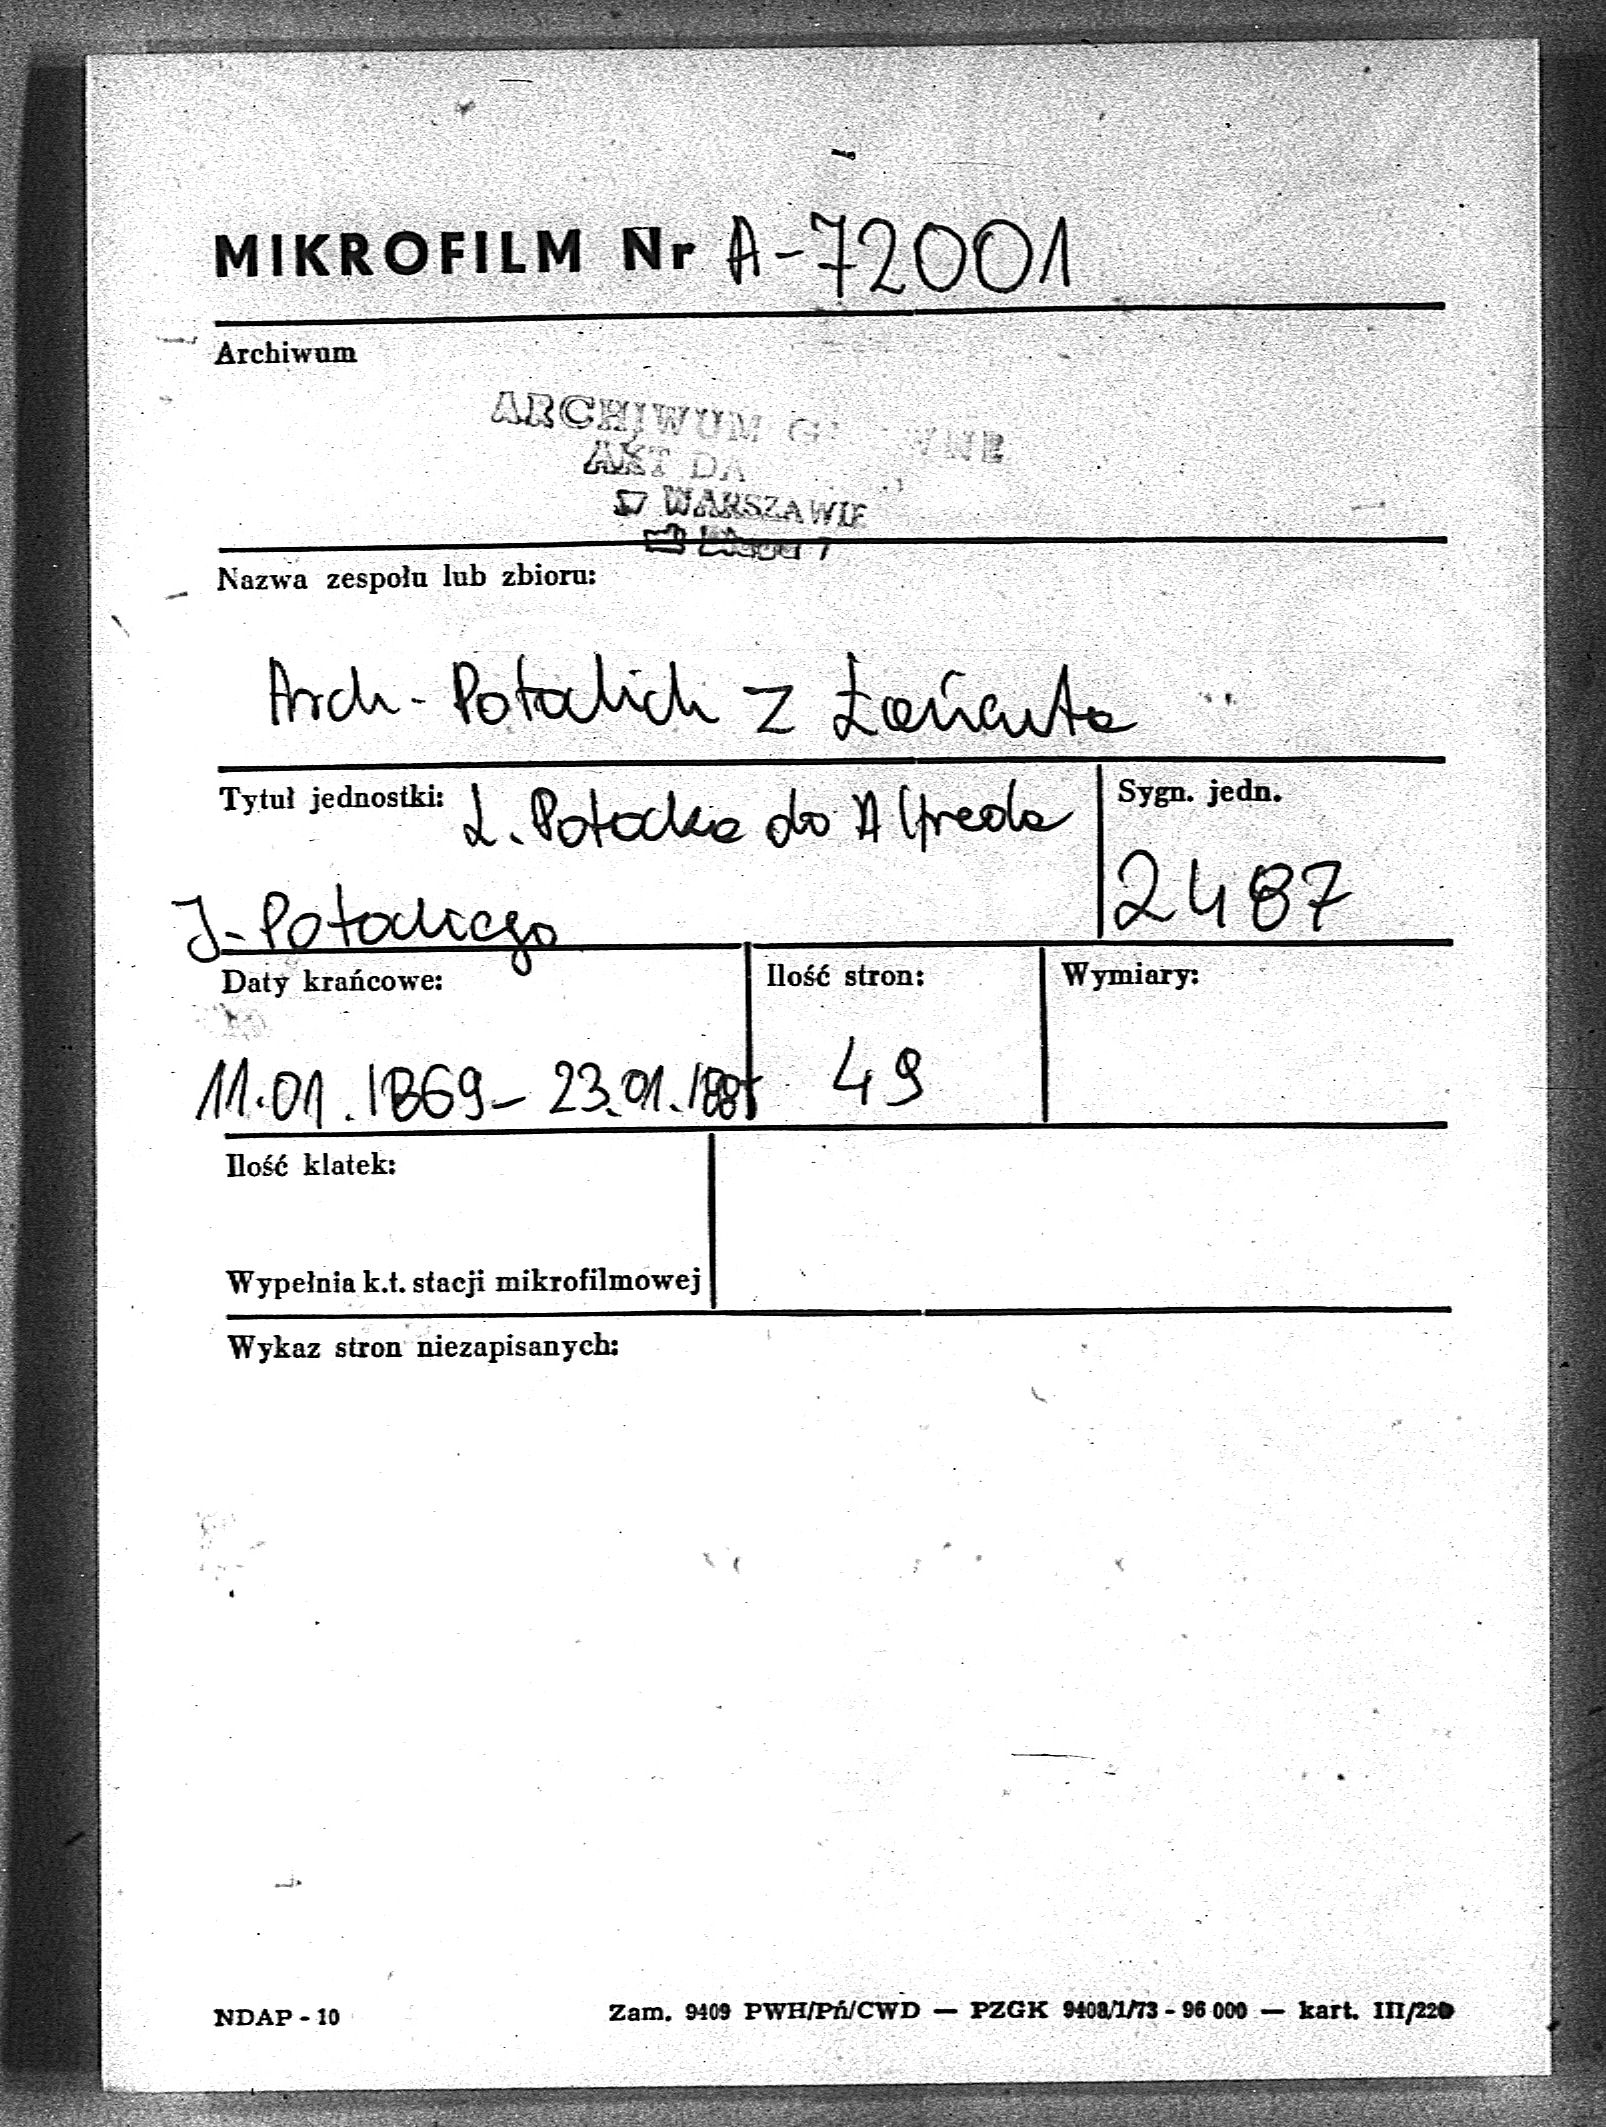 MIKROFILM Nr A-72001
Archiwum
ARCHIWUM
AKT DA
W WARSZAWIE
Nazwa zespołu lub zbioru:
Arch. Potockich z Łańcuta
Tytuł jednostki: Ł. Potocka do Alfreda
Sygn. jedn.
J. Potockiego
2487
Daty krańcowe:
Ilość stron:
Wymiary:
11.01.1869 - 23.01.188
49
Ilość klatek:
Wypełnia k.t. stacji mikrofilmowej
Wykaz stron niezapisanych:
NDAP - 10
Zam. 9409 PWH/Pń/CWD — PZGK 9408/1/73 - 96 000 — kart. III/220